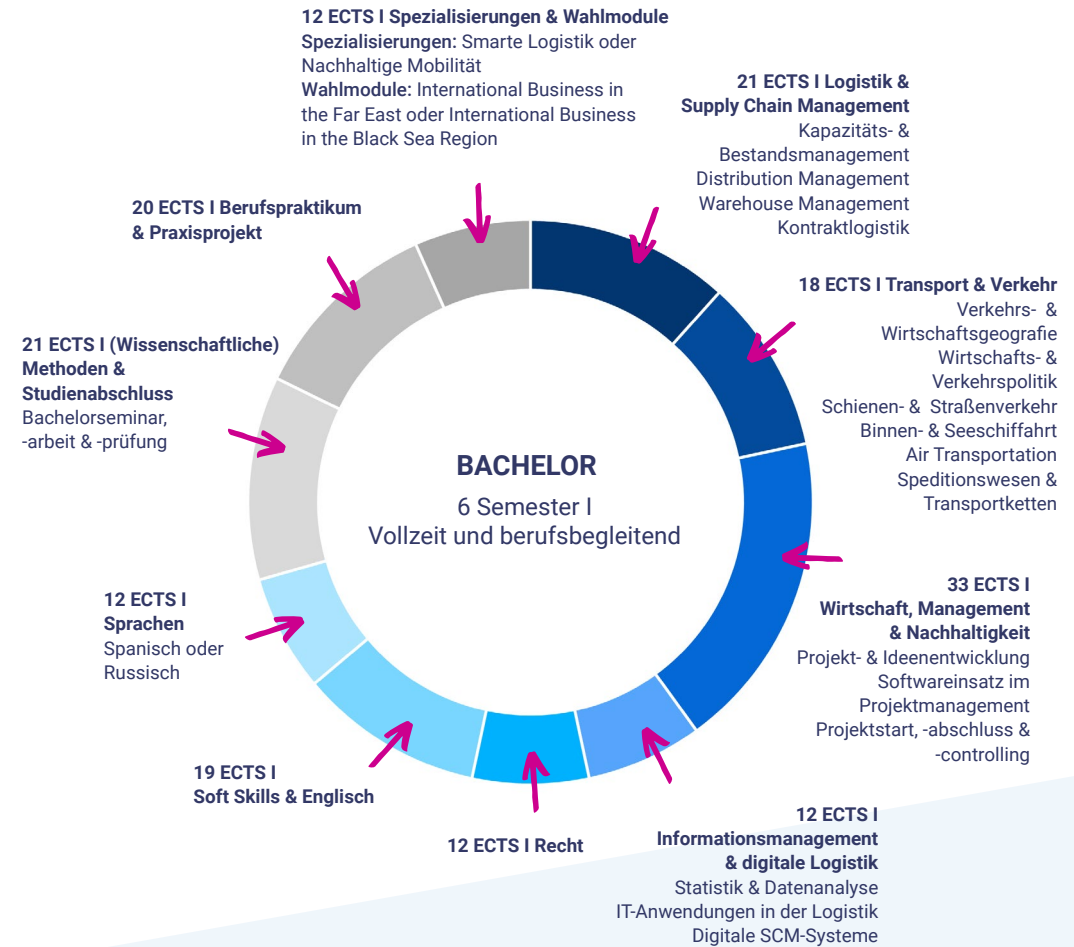 12 ECTS I Spezialisierungen & Wahlmodule
Spezialisierungen: Smarte Logistik oder
Nachhaltige Mobilität
Wahlmodule: International Business in
the Far East oder International Business
in the Black Sea Region
21 ECTS I Logistik &
Supply Chain Management
Kapazitäts- &
Bestandsmanagement
Distribution Management
Warehouse Management
Kontraktlogistik
20 ECTS I Berufspraktikum
& Praxisprojekt
18 ECTS I Transport & Verkehr
Verkehrs- &
Wirtschaftsgeografie
Wirtschafts- &
Verkehrspolitik
Schienen- & Straßenverkehr
Binnen- & Seeschiffahrt
Air Transportation
Speditionswesen &
Transportketten
21 ECTS I (Wissenschaftliche)
Methoden &
Studienabschluss
Bachelorseminar,
-arbeit & -prüfung
BACHELOR
6 Semester I
Vollzeit und berufsbegleitend
33 ECTS I
Wirtschaft, Management
& Nachhaltigkeit
Projekt- & Ideenentwicklung
Softwareinsatz im
Projektmanagement
Projektstart, -abschluss &
-controlling
12 ECTS I
Sprachen
Spanisch oder
Russisch
19 ECTS I
Soft Skills & Englisch
12 ECTS I Recht
12 ECTS I
Informationsmanagement
& digitale Logistik
Statistik & Datenanalyse
IT-Anwendungen in der Logistik
Digitale SCM-Systeme